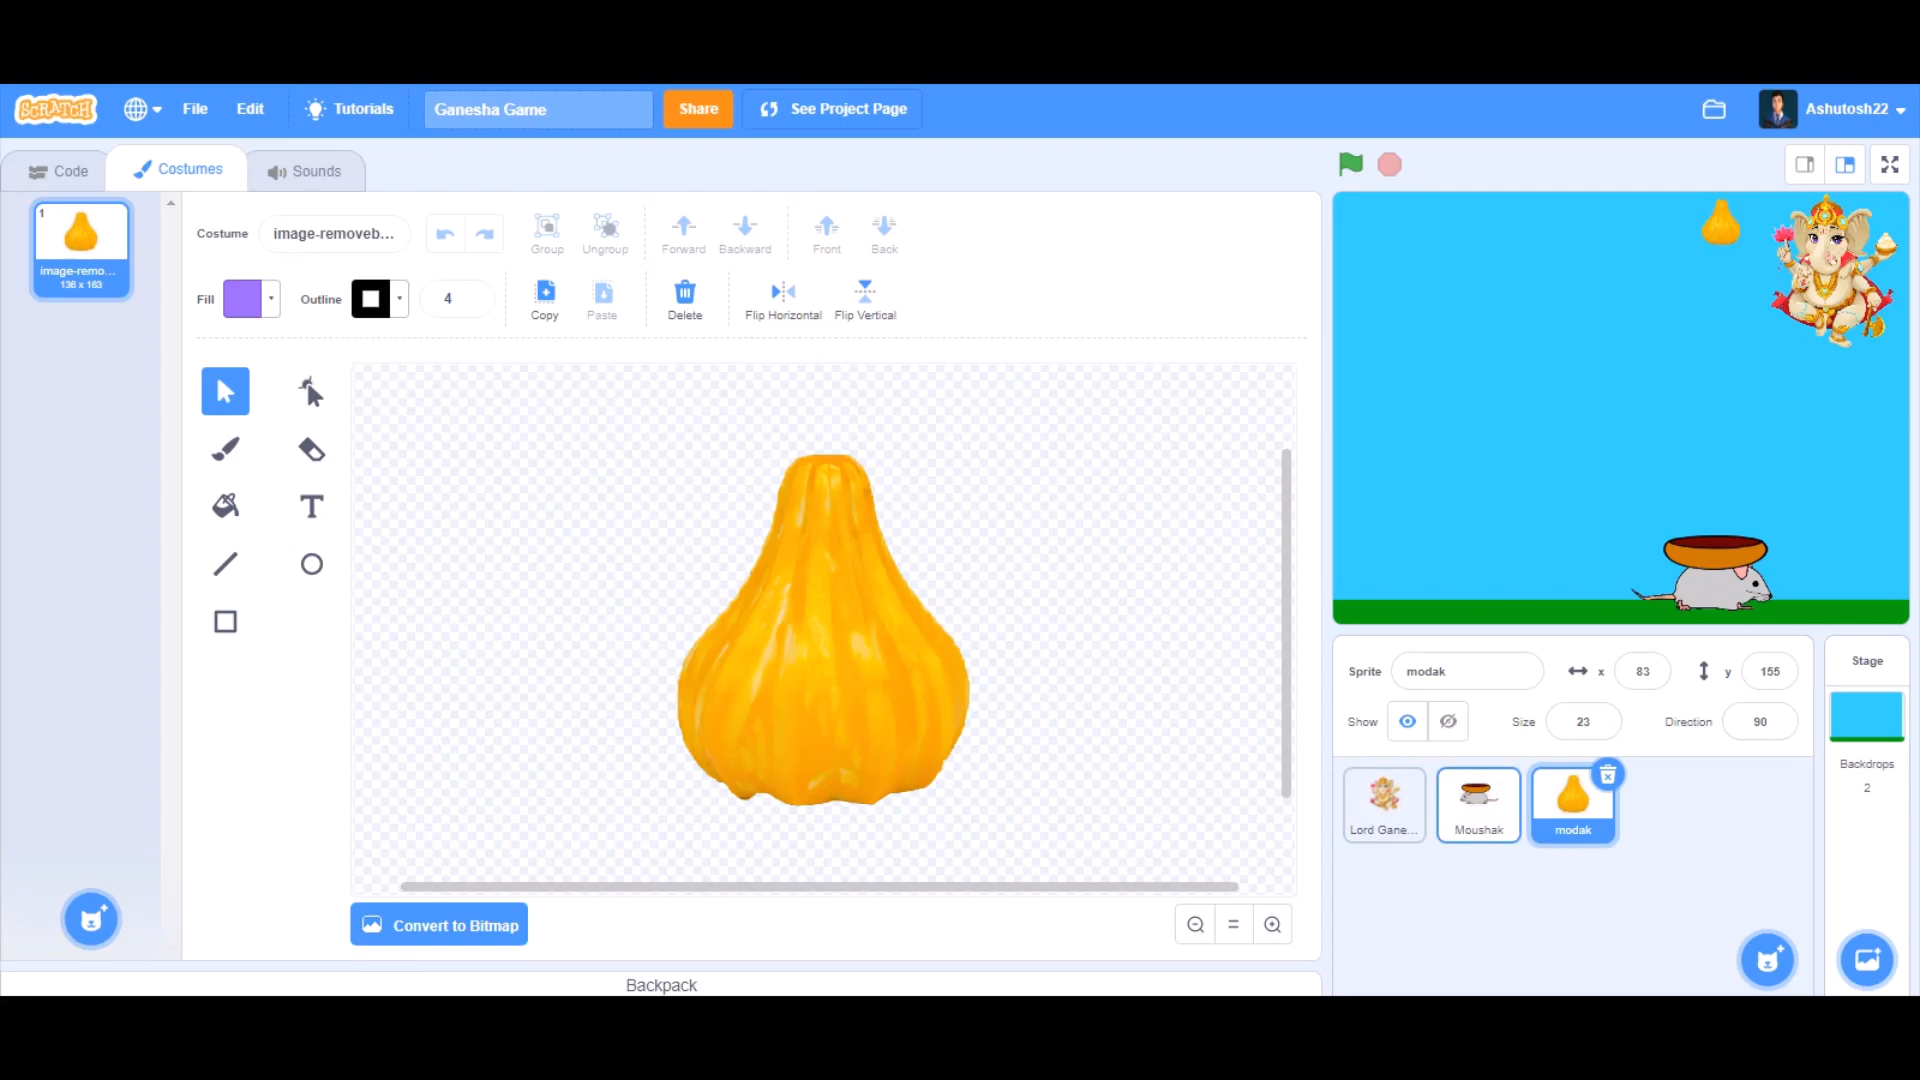 SCRATCH File Edit Tutorials Ganesha Game Share See Project Page Ashutosh22
Code Costumes Sounds
1
image-remo...
136 x 163
Costume image-removeb... Group Ungroup Forward Backward Front Back
Fill Outline 4 Copy Paste Delete Flip Horizontal Flip Vertical
T
Convert to Bitmap
Backpack
Sprite modak x 83 y 155
Show Size 23 Direction 90
Lord Gane... Moushak modak
Stage
Backdrops
2